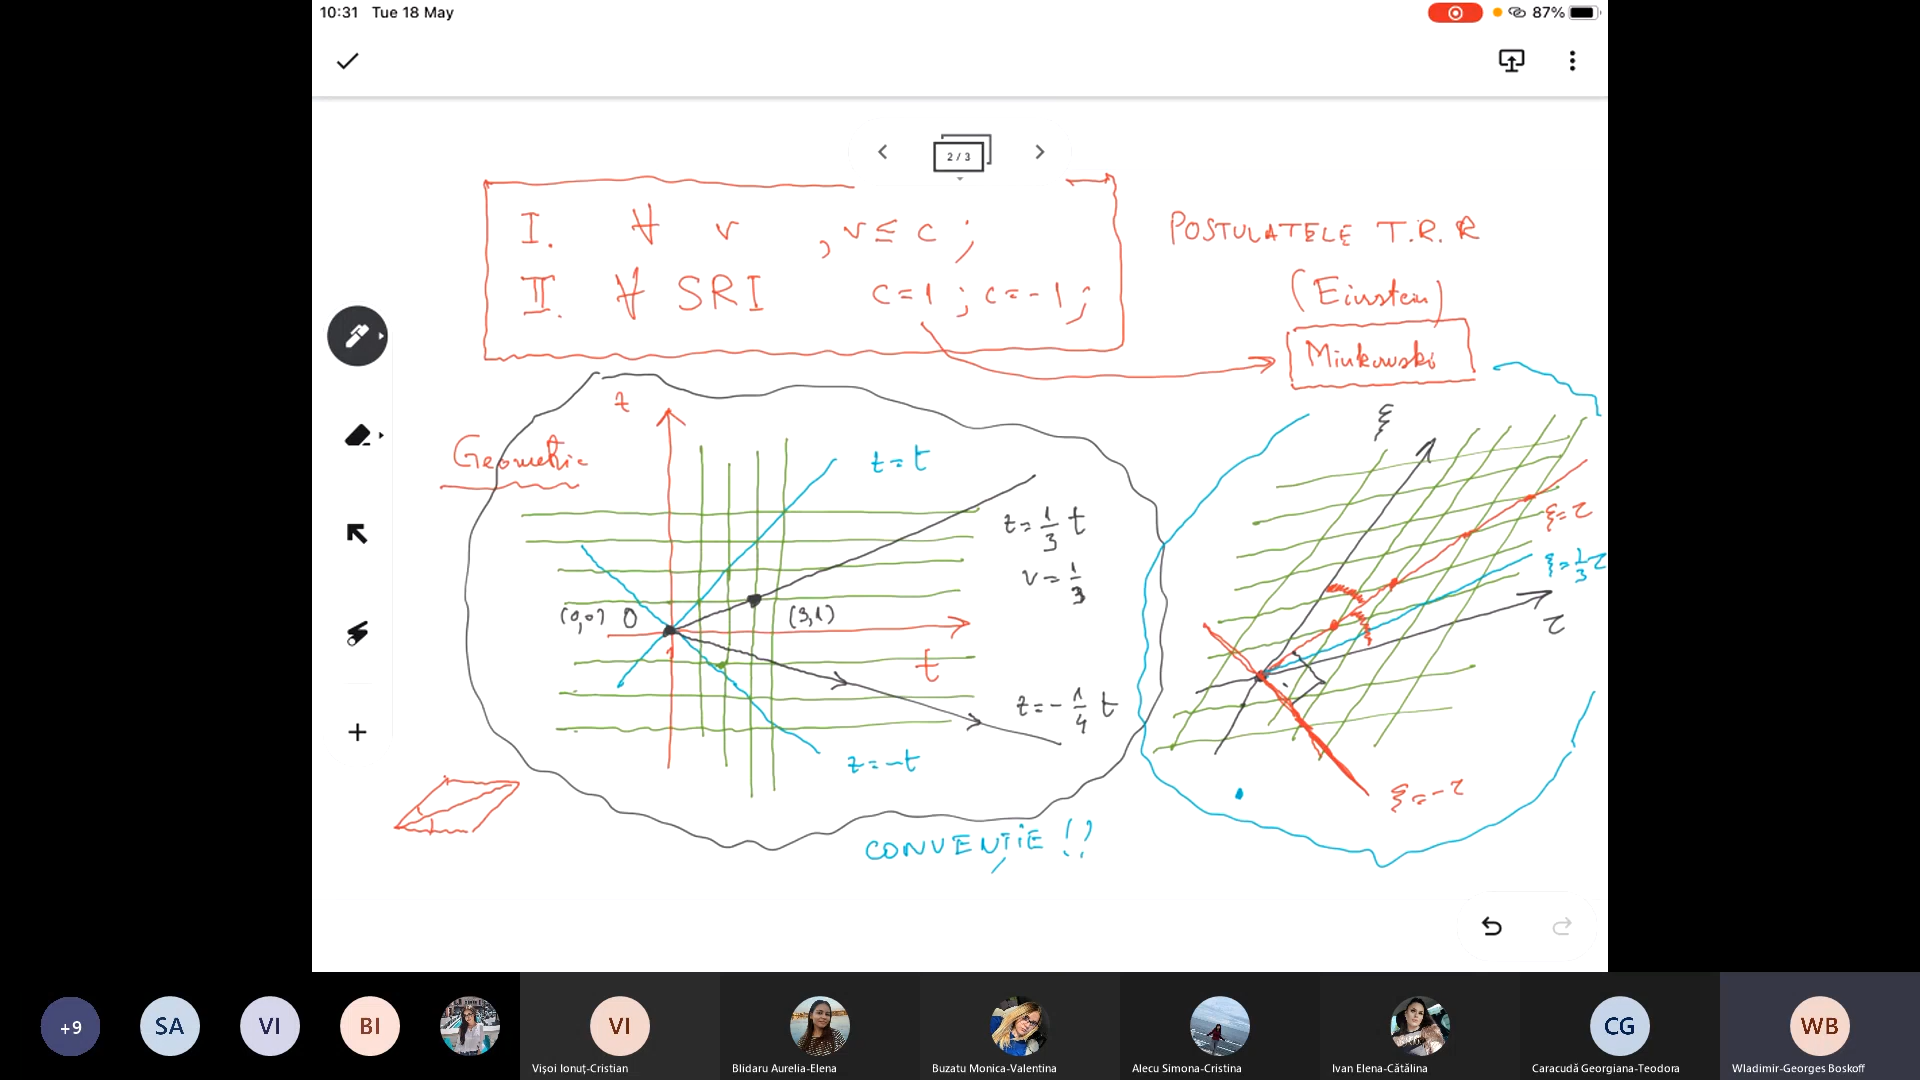 10:31 Tue 18 May
87%
2 / 3
I. ∀ v , v ≤ c ;
II. ∀ SRI c = 1 ; c = -1 ;
POSTULATELE T.R.R
(Einstein)
Minkowski
Geometric
z
z = t
z = 1/3 t
v = 1/3
(0,0) O
(3,1)
t
z = - 1/4 t
z = -t
CONVENȚIE !!
ξ
ξ = τ
ξ = 1/3 τ
τ
ξ = -τ
+9
SA
VI
BI
VI
CG
WB
Vișoi Ionuț-Cristian
Blidaru Aurelia-Elena
Buzatu Monica-Valentina
Alecu Simona-Cristina
Ivan Elena-Cătălina
Caracudă Georgiana-Teodora
Wladimir-Georges Boskoff